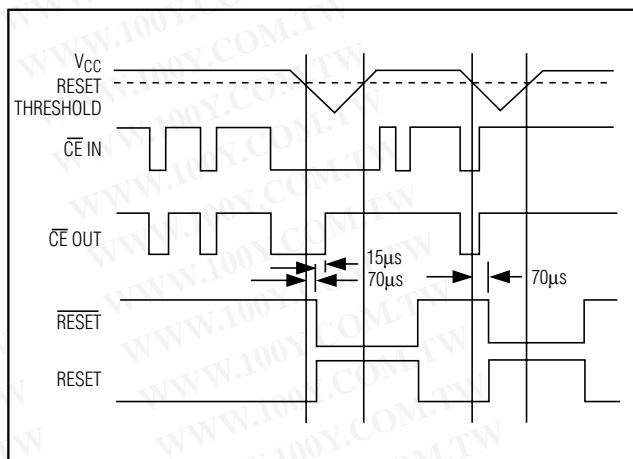 VCC
RESET
THRESHOLD
CE IN
CE OUT
15µs
70µs
70µs
RESET
RESET
WWW.100Y.COM.TW